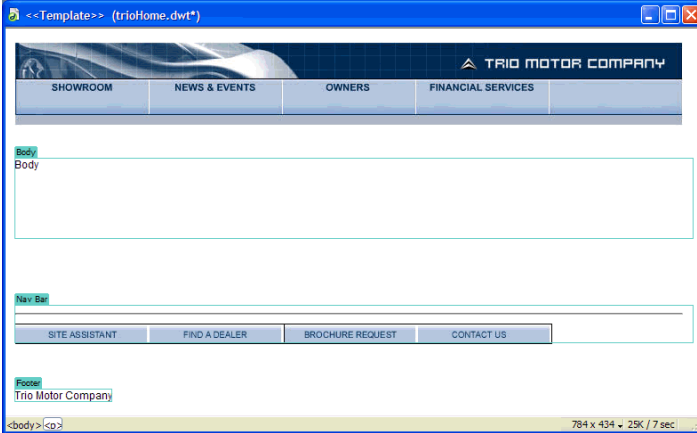 <<Template>> (trioHome.dwt*)
TRIO MOTOR COMPANY
SHOWROOM NEWS & EVENTS OWNERS FINANCIAL SERVICES
Body
Body
Nav Bar
SITE ASSISTANT FIND A DEALER BROCHURE REQUEST CONTACT US
Footer
Trio Motor Company
<body> <p> 784 x 434 25K / 7 sec